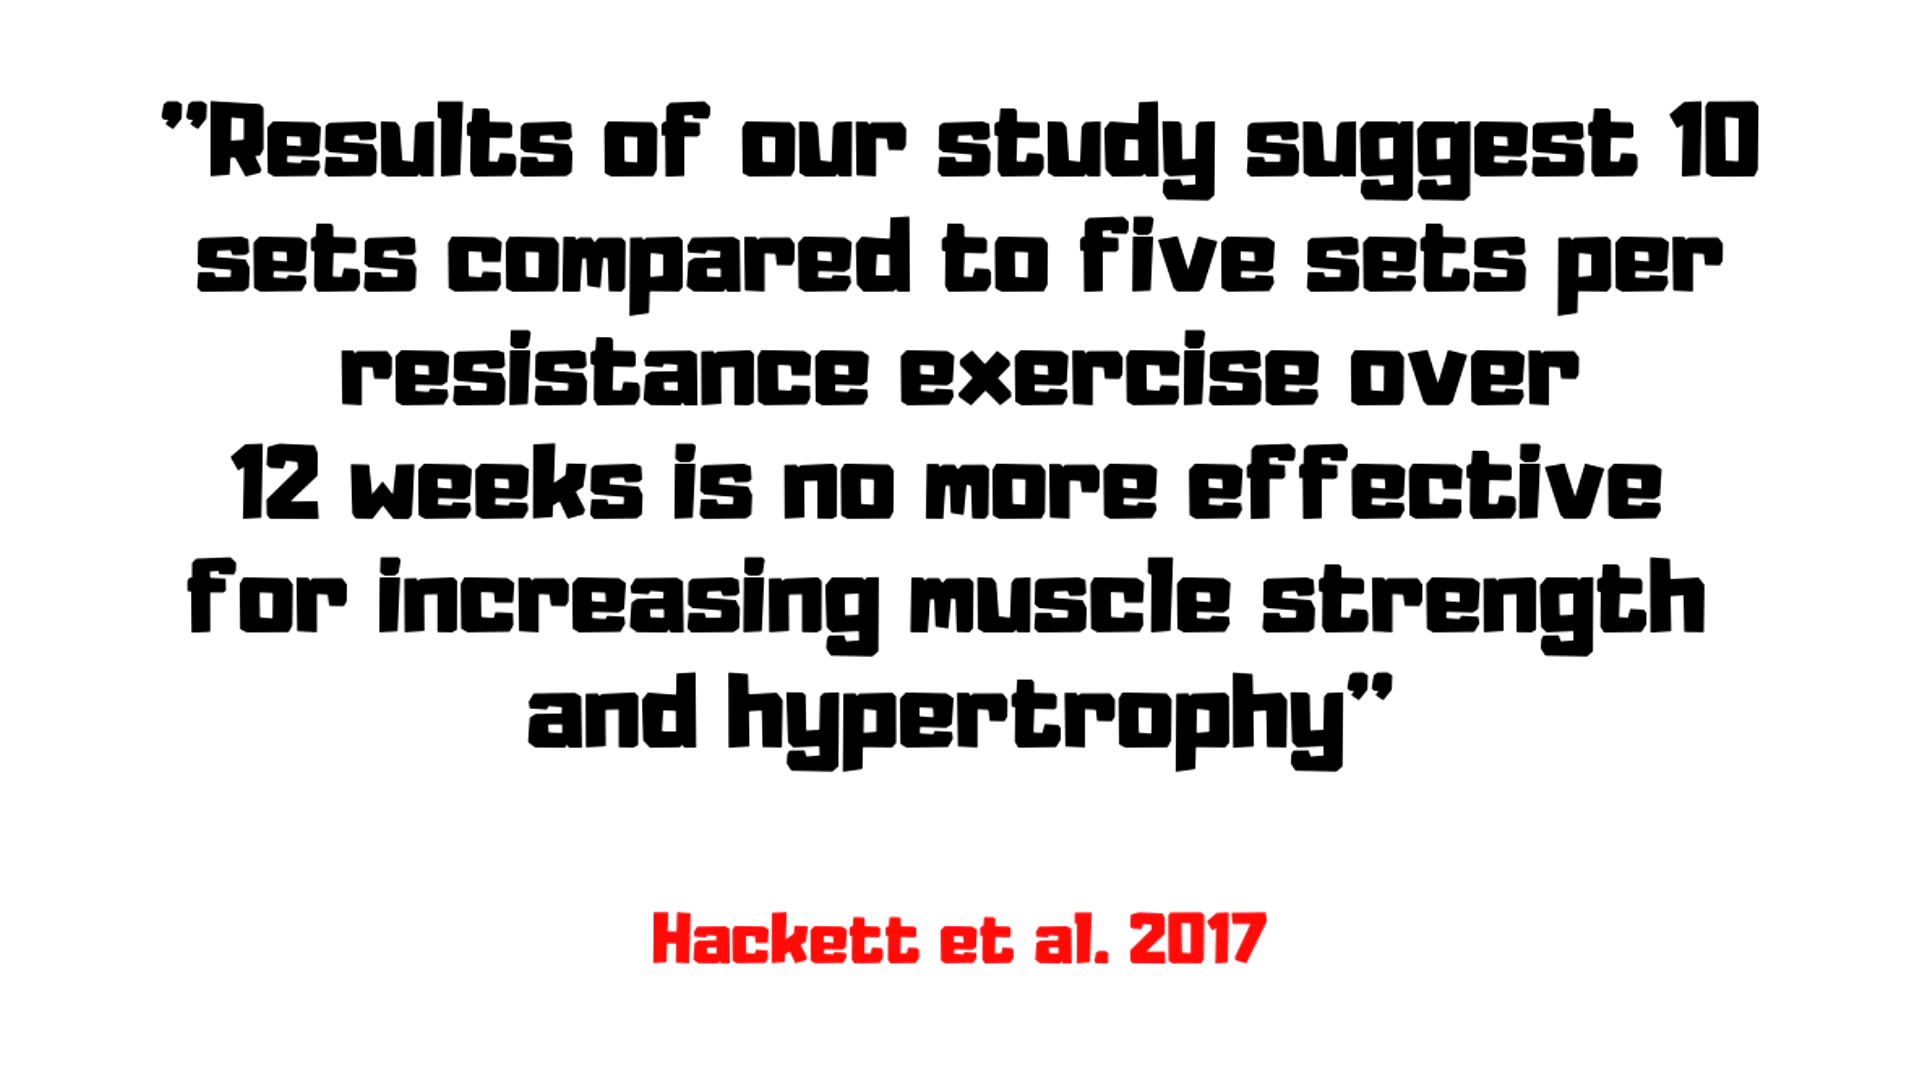 ”Results of our study suggest 10
sets compared to five sets per
resistance exercise over
12 weeks is no more effective
for increasing muscle strength
and hypertrophy”
Hackett et al. 2017